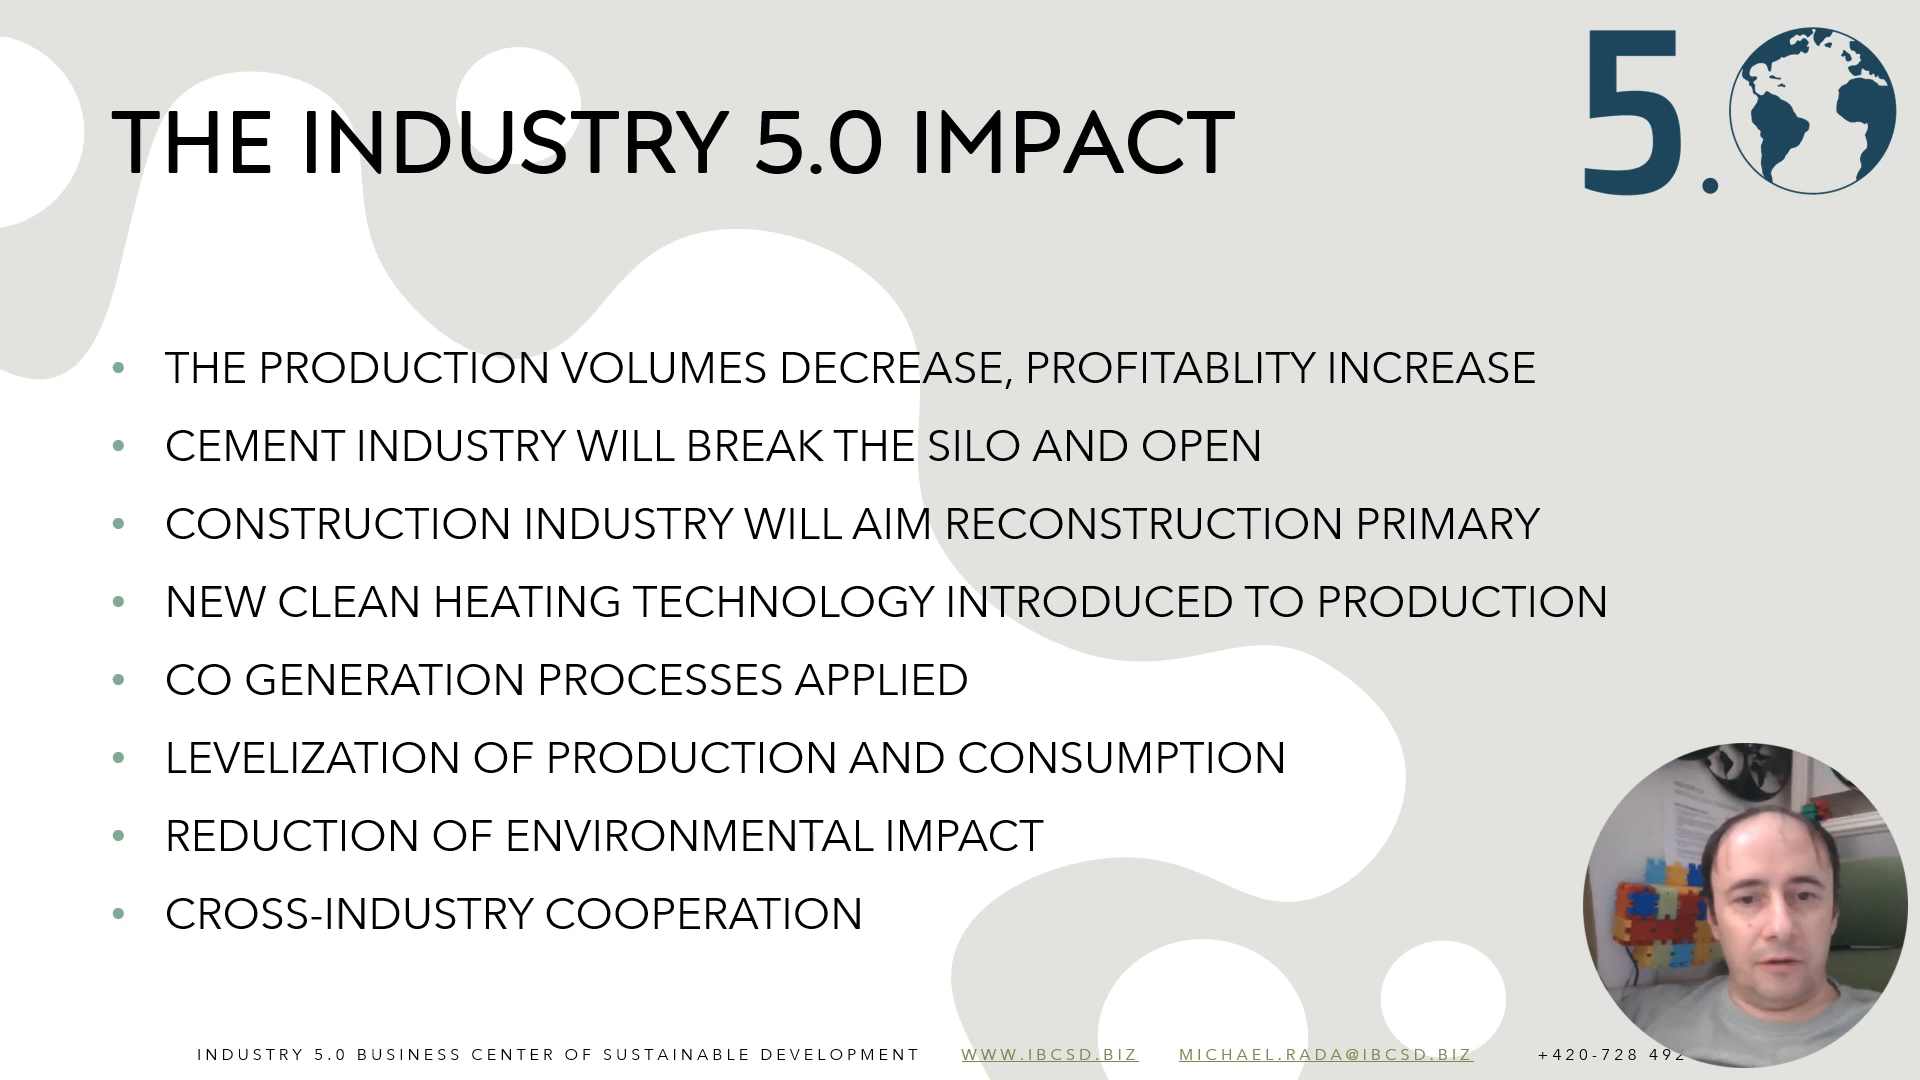 THE INDUSTRY 5.0 IMPACT
5.0
• THE PRODUCTION VOLUMES DECREASE, PROFITABLITY INCREASE
• CEMENT INDUSTRY WILL BREAK THE SILO AND OPEN
• CONSTRUCTION INDUSTRY WILL AIM RECONSTRUCTION PRIMARY
• NEW CLEAN HEATING TECHNOLOGY INTRODUCED TO PRODUCTION
• CO GENERATION PROCESSES APPLIED
• LEVELIZATION OF PRODUCTION AND CONSUMPTION
• REDUCTION OF ENVIRONMENTAL IMPACT
• CROSS-INDUSTRY COOPERATION
INDUSTRY 5.0 BUSINESS CENTER OF SUSTAINABLE DEVELOPMENT WWW.IBCSD.BIZ MICHAEL.RADA@IBCSD.BIZ +420-728 492